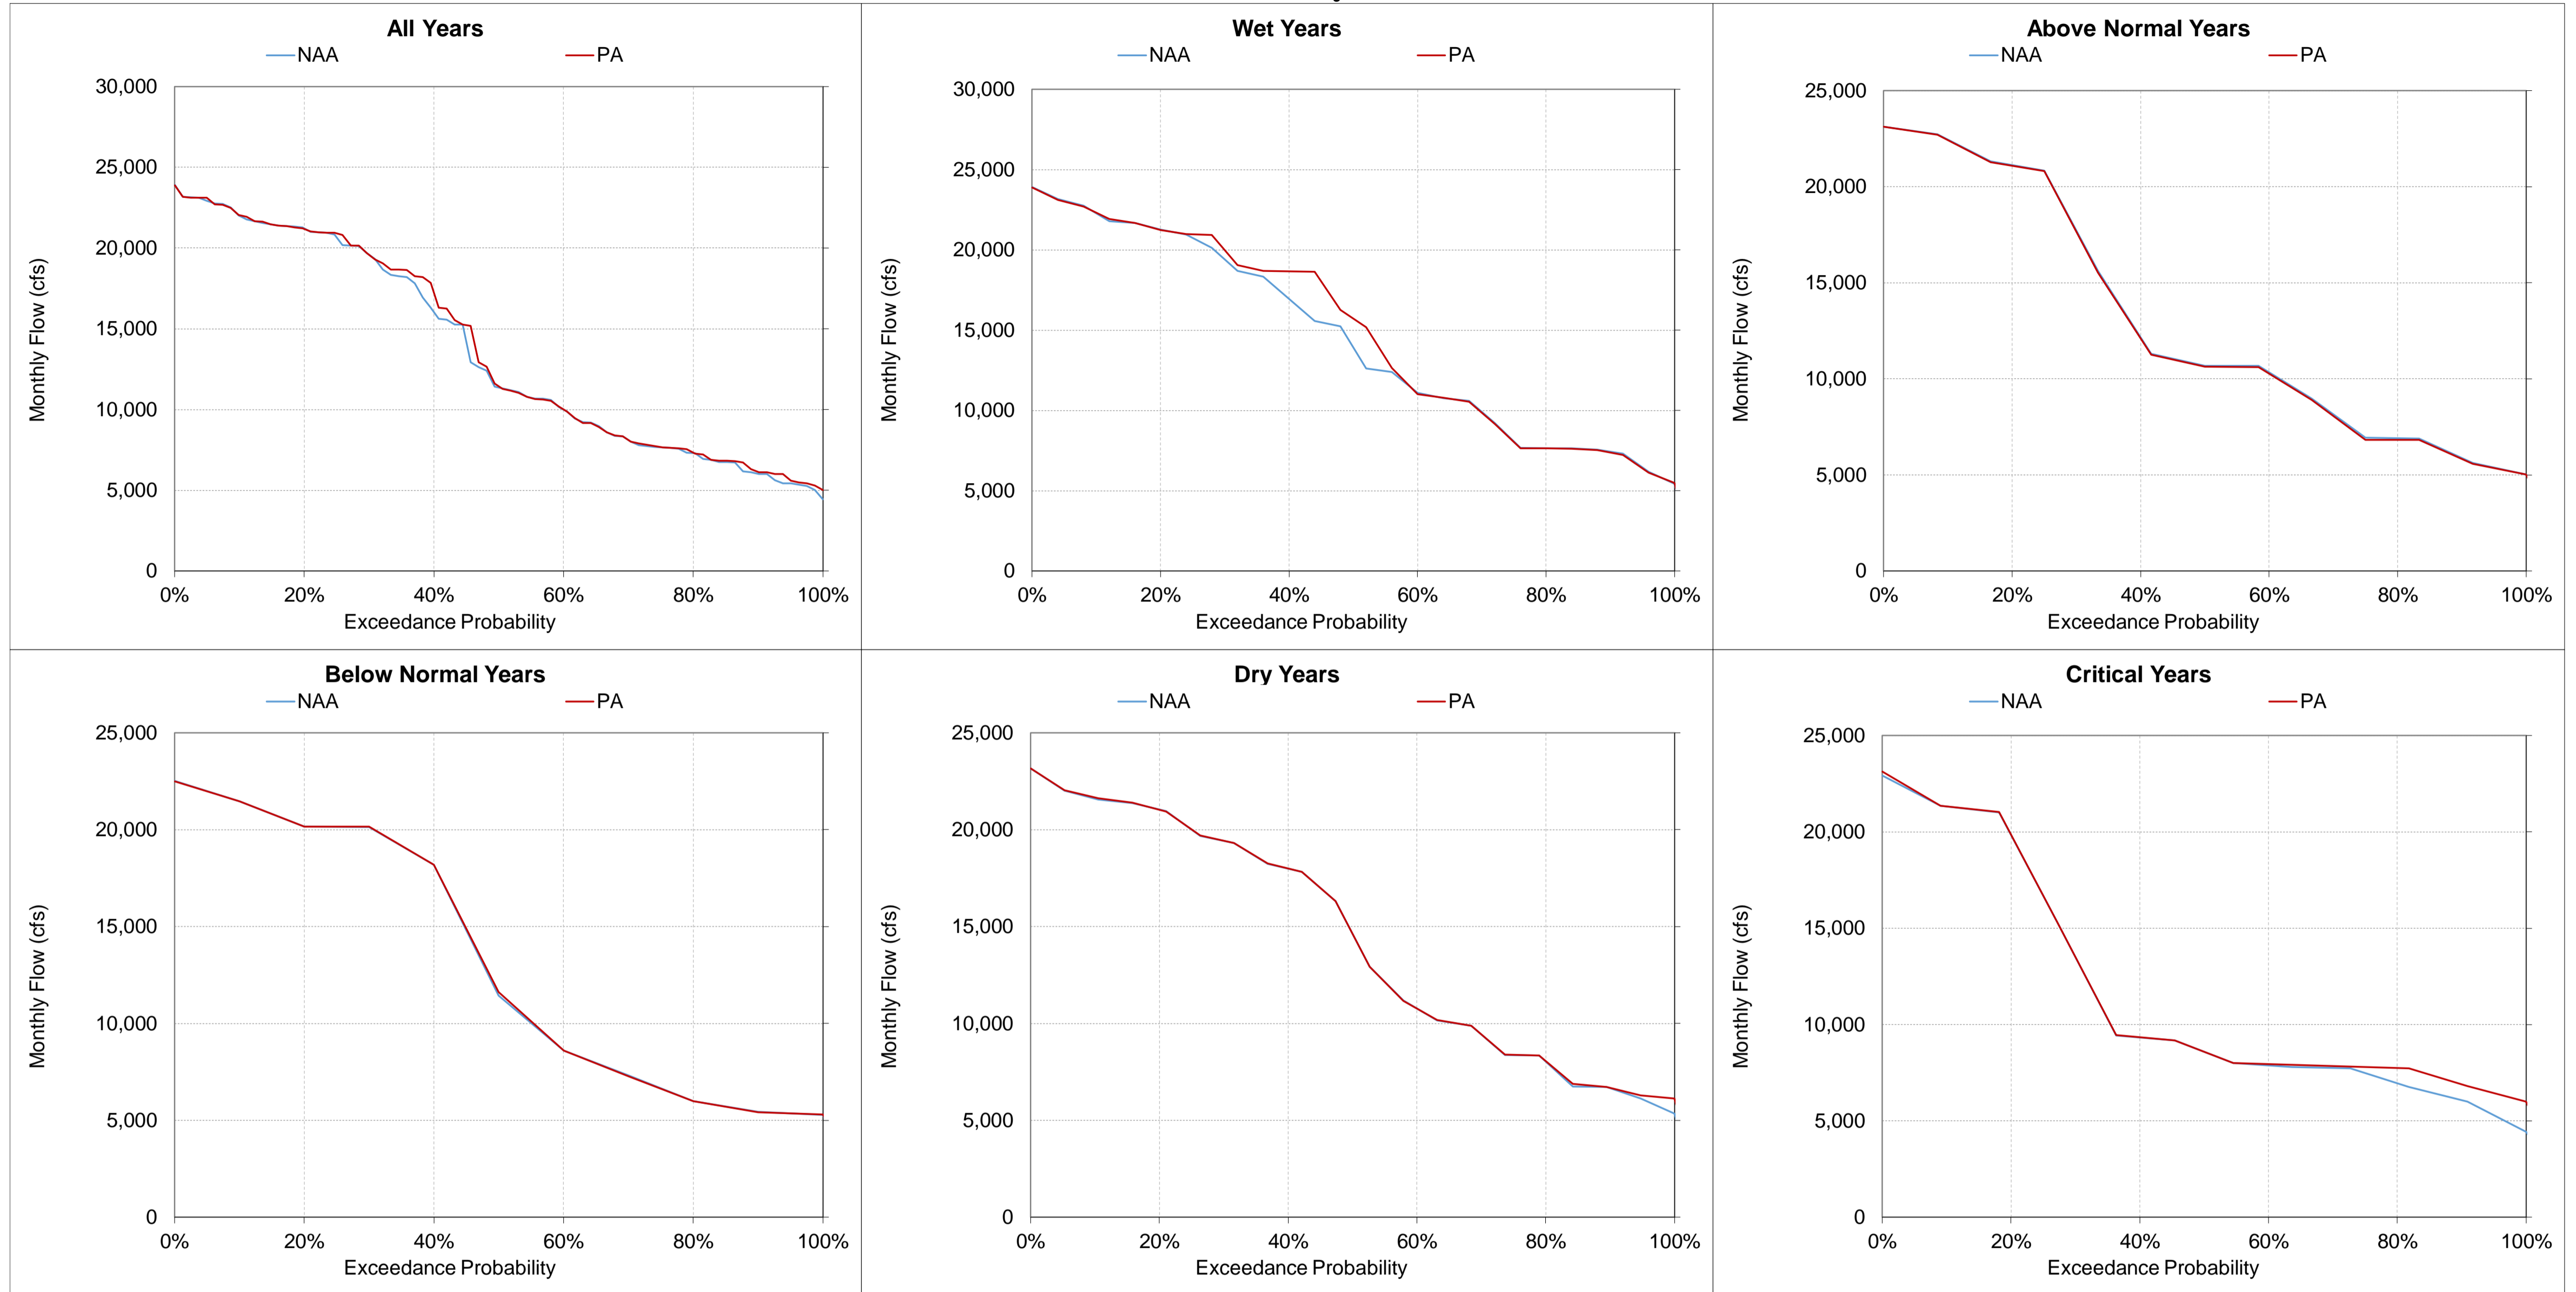 All Years
NAA PA
30,000
25,000
20,000
15,000
10,000
5,000
0
Monthly Flow (cfs)
0% 20% 40% 60% 80% 100%
Exceedance Probability
Wet Years
NAA PA
30,000
25,000
20,000
15,000
10,000
5,000
0
Monthly Flow (cfs)
0% 20% 40% 60% 80% 100%
Exceedance Probability
Above Normal Years
NAA PA
25,000
20,000
15,000
10,000
5,000
0
Monthly Flow (cfs)
0% 20% 40% 60% 80% 100%
Exceedance Probability
Below Normal Years
NAA PA
25,000
20,000
15,000
10,000
5,000
0
Monthly Flow (cfs)
0% 20% 40% 60% 80% 100%
Exceedance Probability
Dry Years
NAA PA
25,000
20,000
15,000
10,000
5,000
0
Monthly Flow (cfs)
0% 20% 40% 60% 80% 100%
Exceedance Probability
Critical Years
NAA PA
25,000
20,000
15,000
10,000
5,000
0
Monthly Flow (cfs)
0% 20% 40% 60% 80% 100%
Exceedance Probability